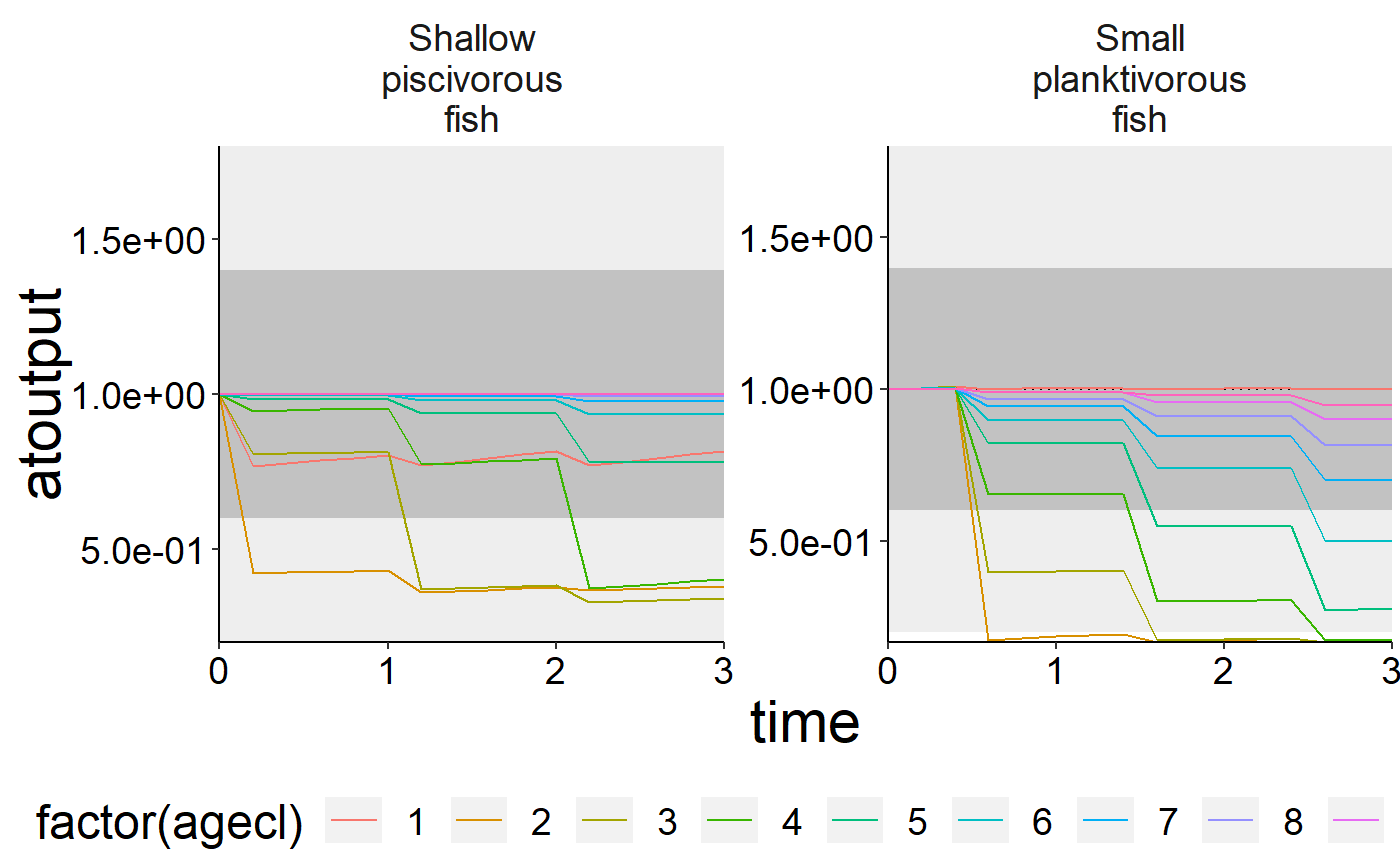 Shallow
piscivorous
fish
Small
planktivorous
fish
atoutput
1.5e+00
1.0e+00
5.0e-01
1.5e+00
1.0e+00
5.0e-01
0 1 2 3
0 1 2 3
time
factor(agecl) 1 2 3 4 5 6 7 8